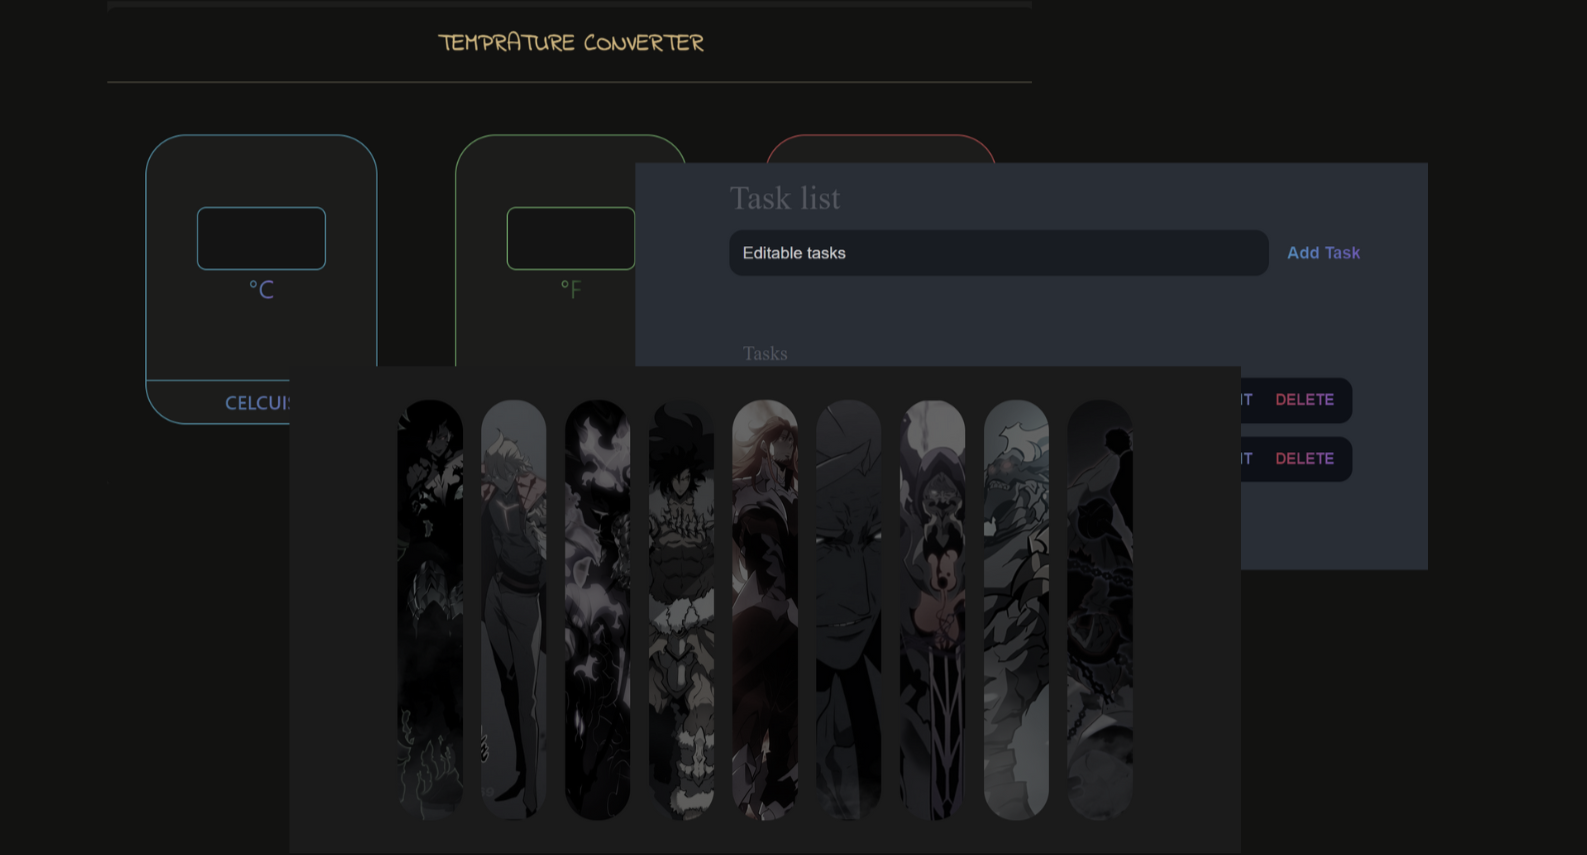 TEMPRATURE CONVERTER
°C
°F
CELCUI
Task list
Editable tasks
Add Task
Tasks
IT DELETE
IT DELETE